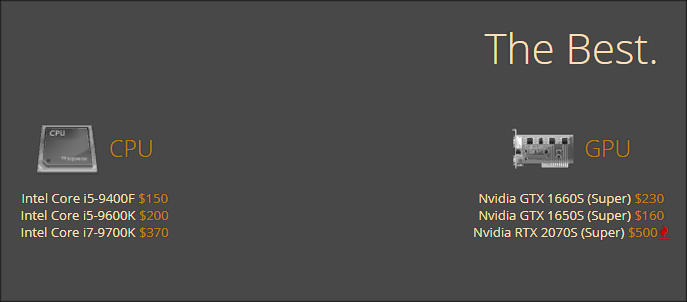 The Best.
CPU
CPU
Intel Core i5-9400F $150
Intel Core i5-9600K $200
Intel Core i7-9700K $370
GPU
Nvidia GTX 1660S (Super) $230
Nvidia GTX 1650S (Super) $160
Nvidia RTX 2070S (Super) $500